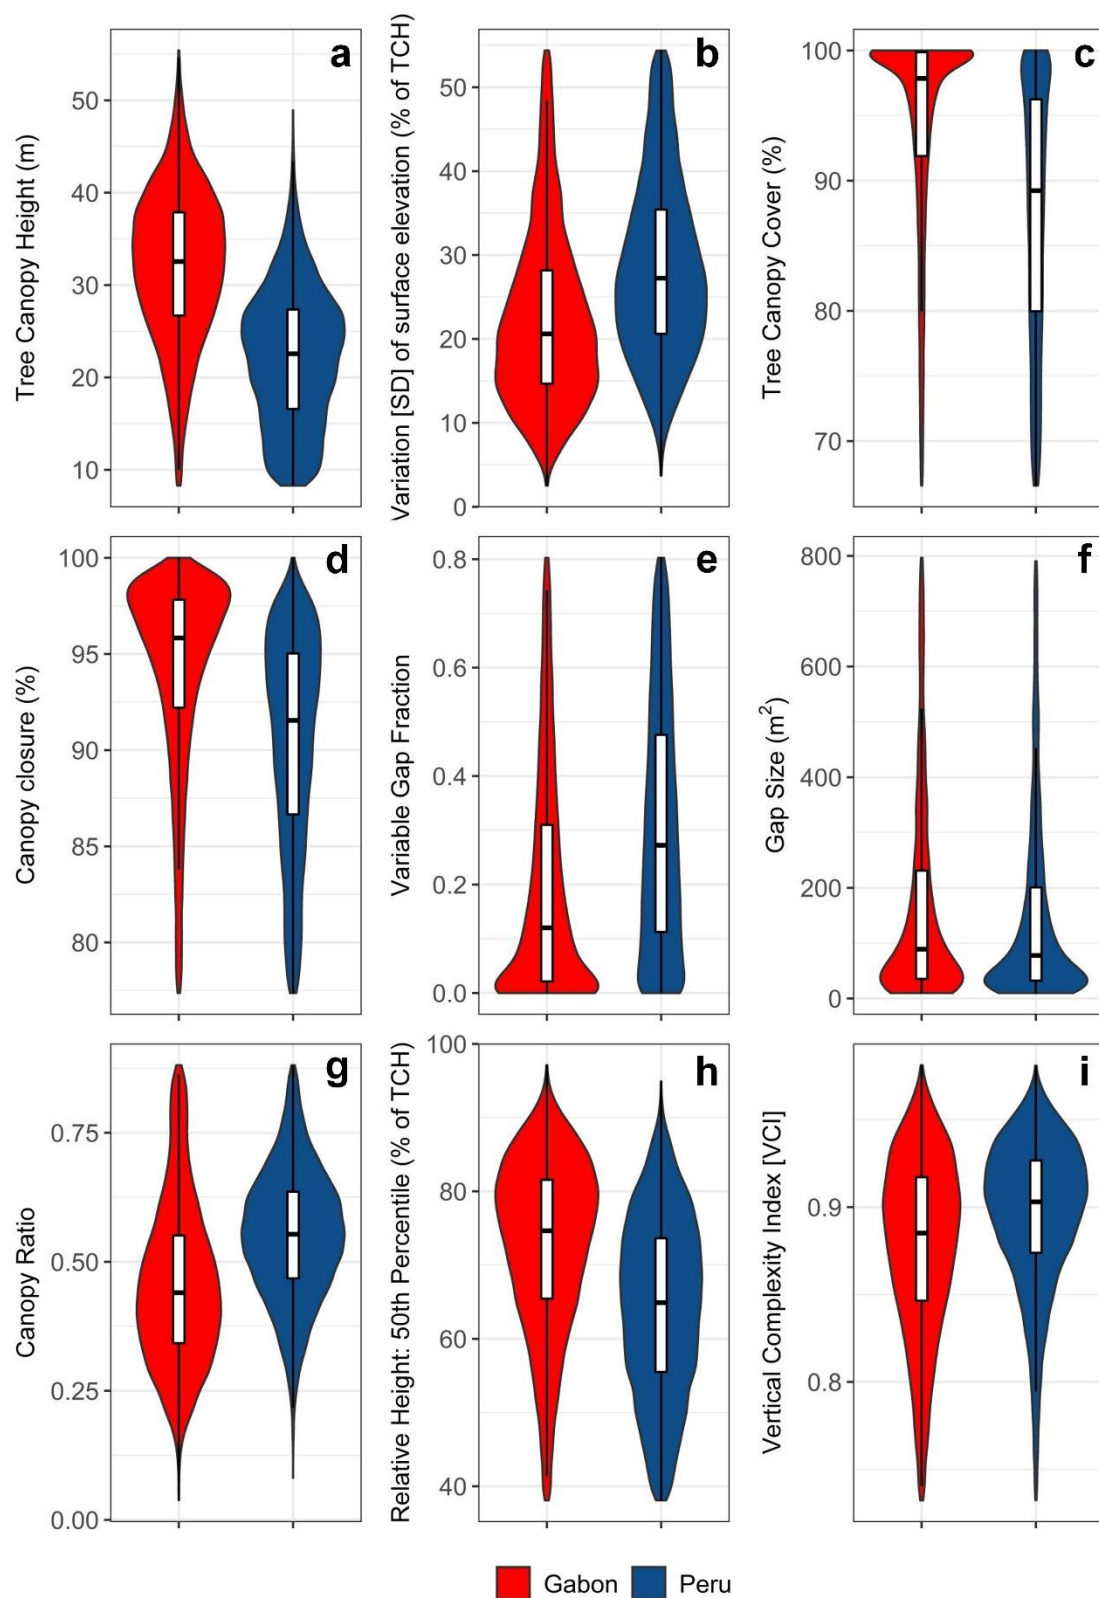 a
Tree Canopy Height (m)
50
40
30
20
10
b
Variation [SD] of surface elevation (% of TCH)
50
40
30
20
10
0
c
Tree Canopy Cover (%)
100
90
80
70
d
Canopy closure (%)
100
95
90
85
80
e
Variable Gap Fraction
0.8
0.6
0.4
0.2
0.0
f
Gap Size (m²)
800
600
400
200
0
g
Canopy Ratio
0.75
0.50
0.25
0.00
h
Relative Height: 50th Percentile (% of TCH)
100
80
60
40
i
Vertical Complexity Index [VCI]
0.9
0.8
Gabon Peru